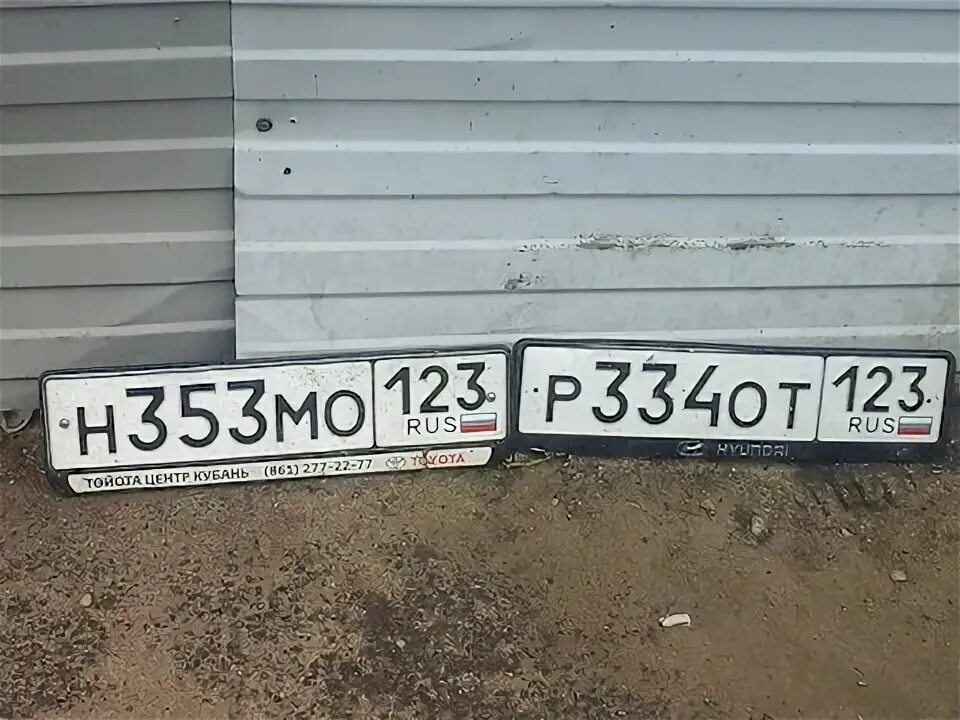 Н353МО 123 RUS
ТОЙОТА ЦЕНТР КУБАНЬ (861) 277-22-77 TOYOTA
Р334ОТ 123 RUS
HYUNDAI